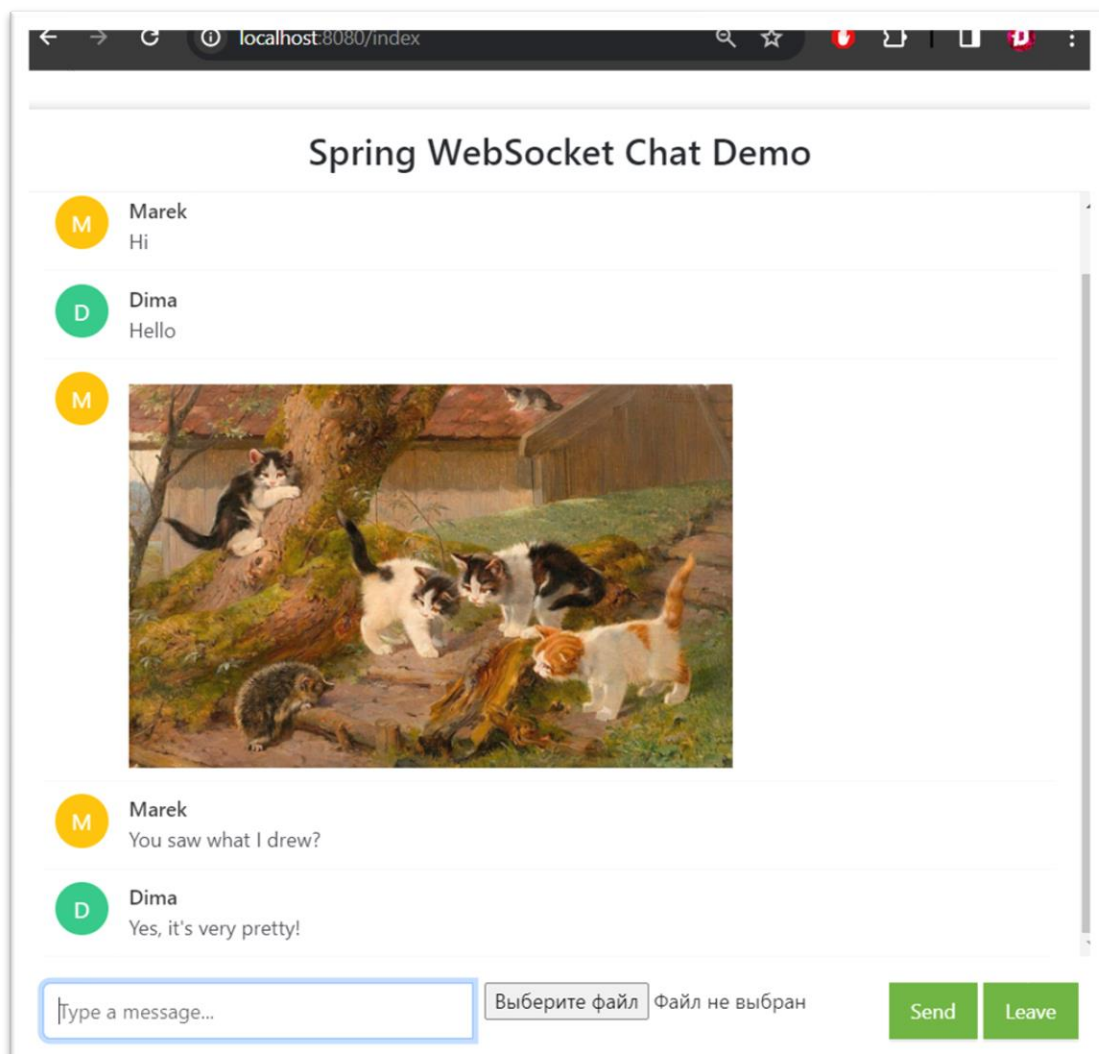 localhost:8080/index
Spring WebSocket Chat Demo
M
Marek
Hi
D
Dima
Hello
M
M
Marek
You saw what I drew?
D
Dima
Yes, it's very pretty!
Type a message...
Выберите файл Файл не выбран
Send
Leave